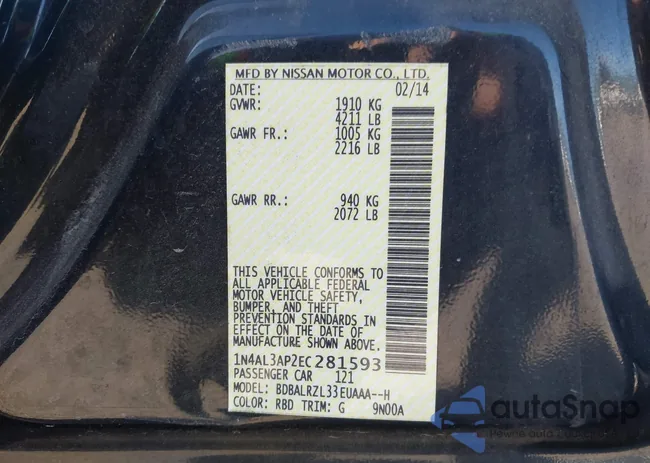 MFD BY NISSAN MOTOR CO., LTD.
DATE: 02/14
GVWR: 1910 KG
4211 LB
GAWR FR.: 1005 KG
2216 LB
GAWR RR.: 940 KG
2072 LB
THIS VEHICLE CONFORMS TO
ALL APPLICABLE FEDERAL
MOTOR VEHICLE SAFETY,
BUMPER, AND THEFT
PREVENTION STANDARDS IN
EFFECT ON THE DATE OF
MANUFACTURE SHOWN ABOVE.
1N4AL3AP2EC281593
PASSENGER CAR 121
MODEL: BDBALRZL33EUAAA--H
COLOR: RBD TRIM: G 9N00A
autoSnap